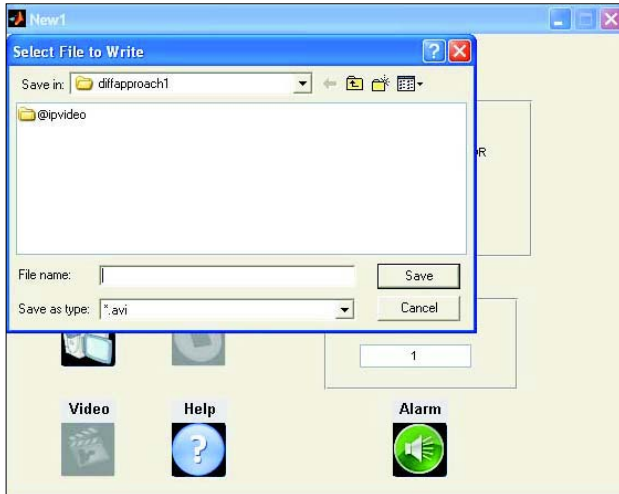 New1
Select File to Write
Save in: diffapproach1
@ipvideo
File name:
Save
Save as type: *.avi
Cancel
1
Video Help Alarm